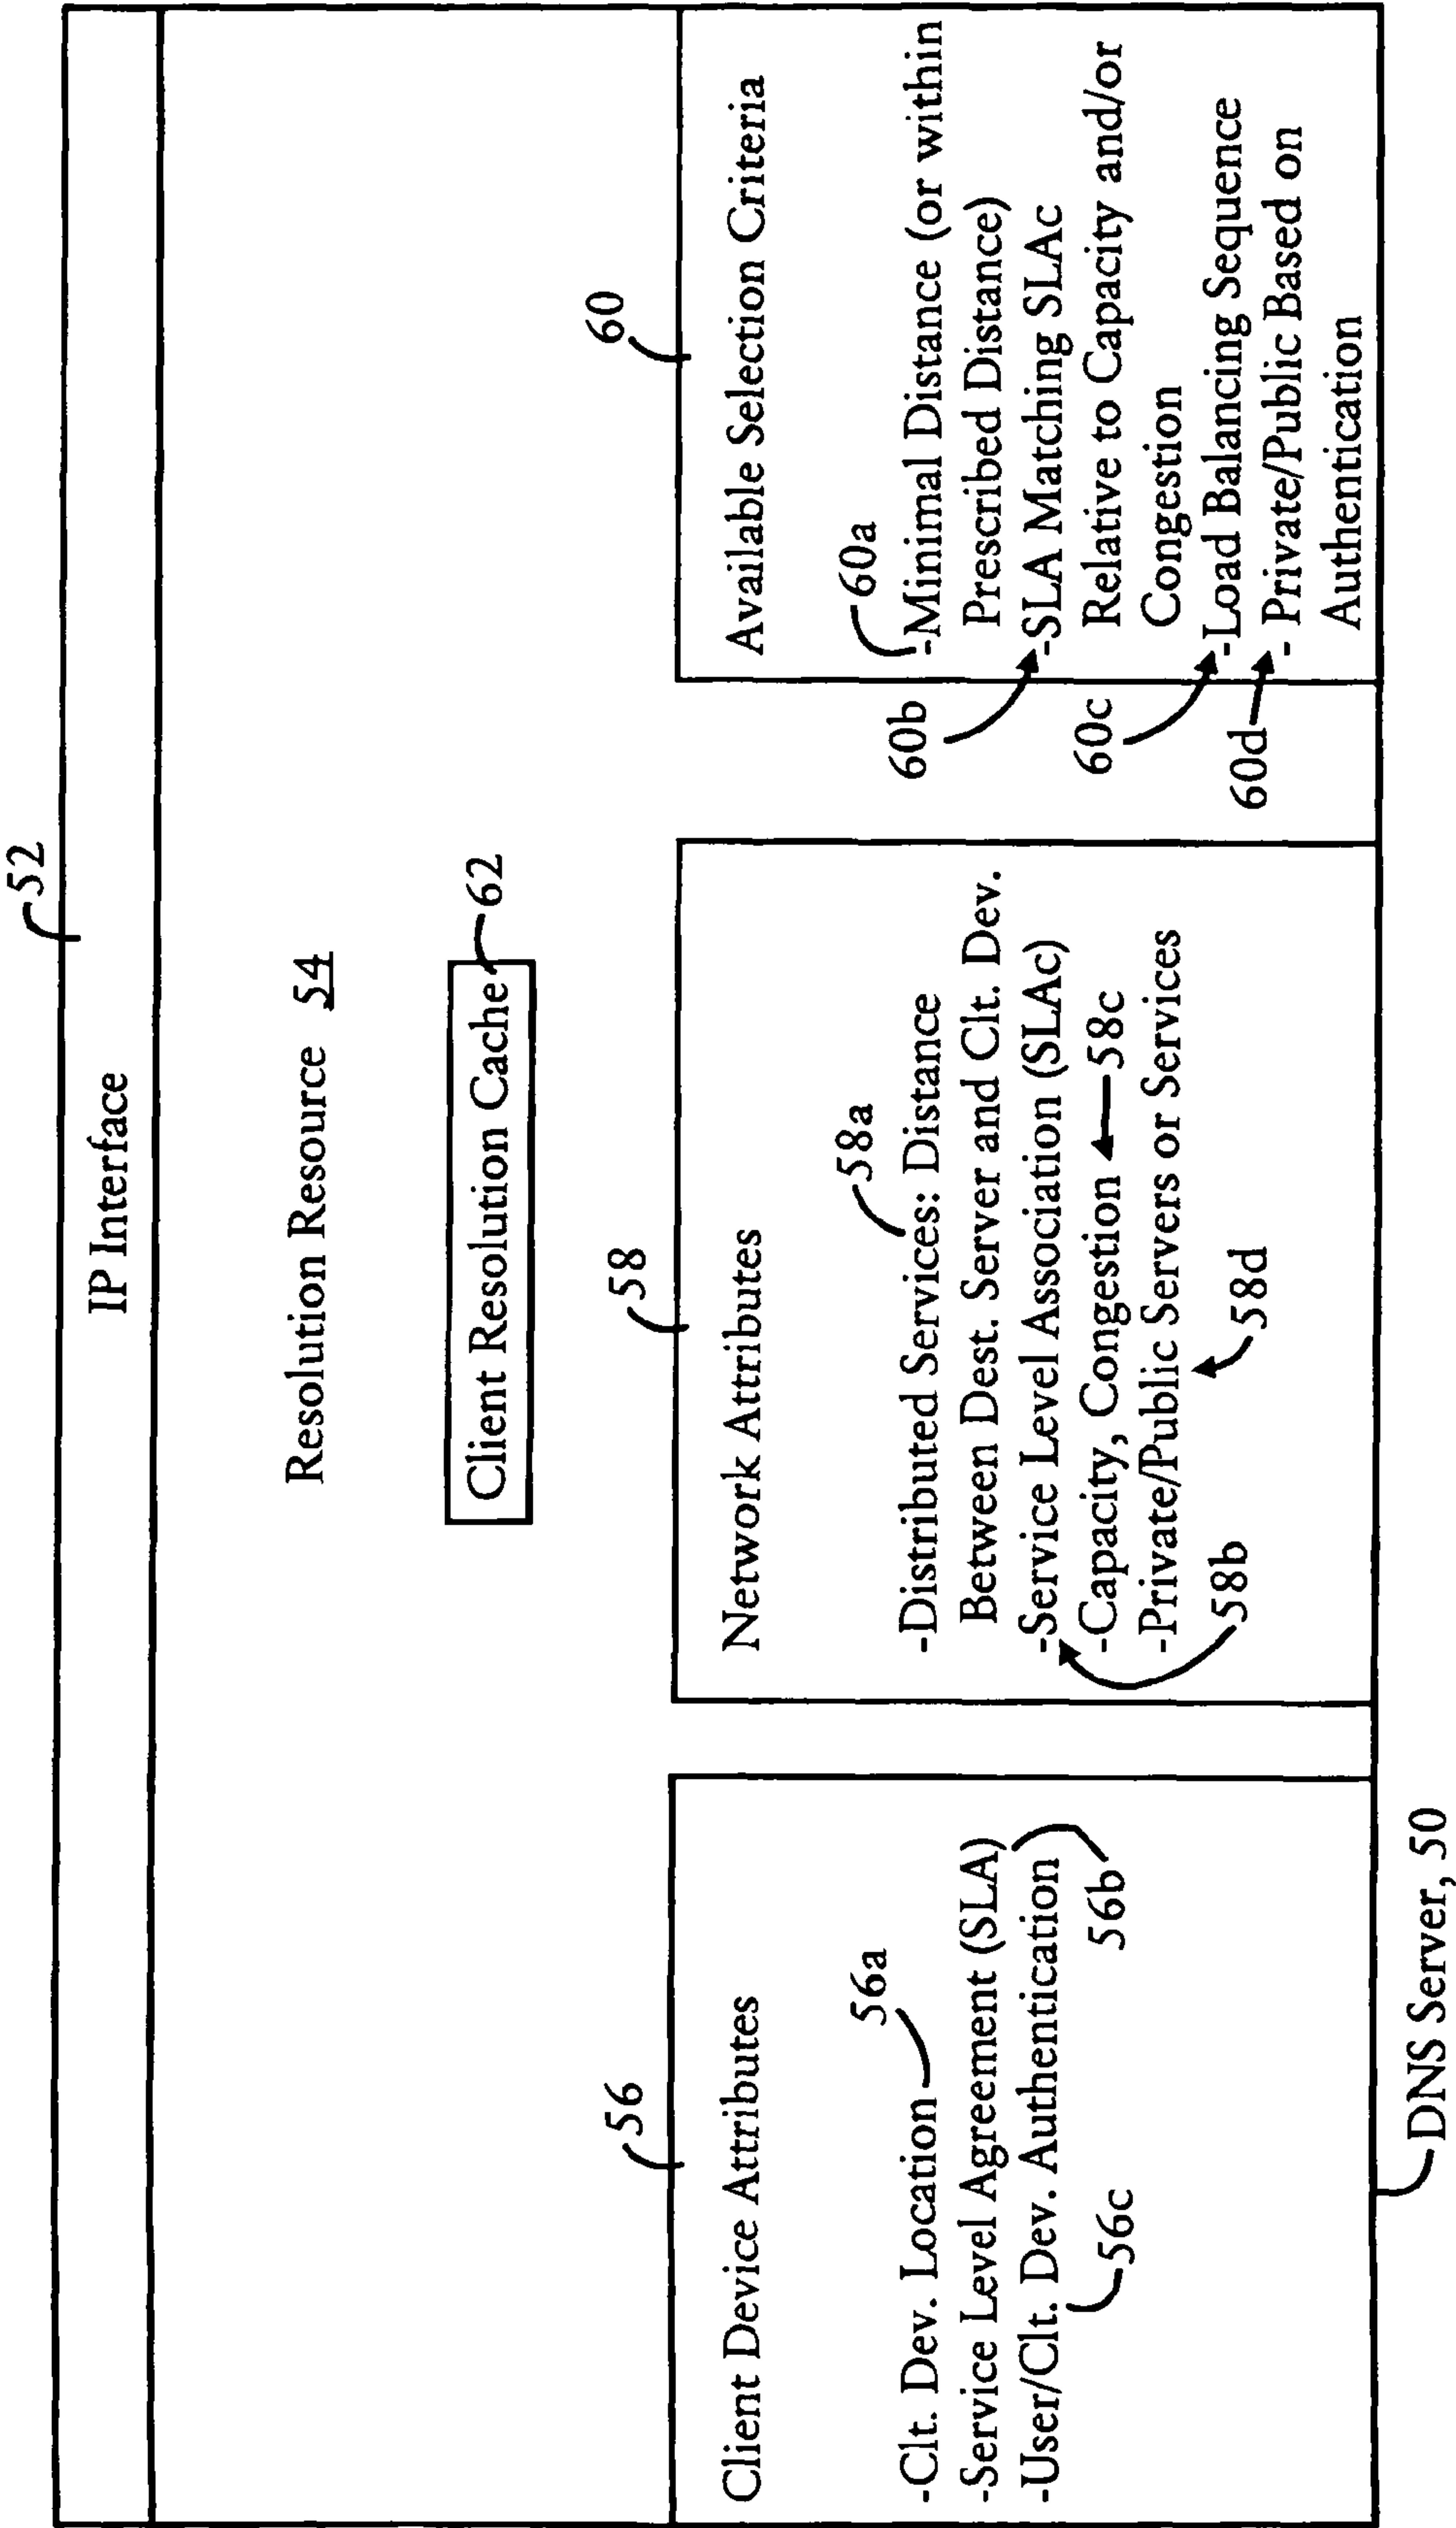 52
IP Interface
Resolution Resource 54
Client Resolution Cache
62
56
Client Device Attributes
56a
-Clt. Dev. Location
-Service Level Agreement (SLA)
-User/Clt. Dev. Authentication
56c
56b
58
Network Attributes
58a
-Distributed Services: Distance
Between Dest. Server and Clt. Dev.
-Service Level Association (SLAc)
-Capacity, Congestion
58c
-Private/Public Servers or Services
58b
58d
60
Available Selection Criteria
60a
-Minimal Distance (or within
Prescribed Distance)
60b
-SLA Matching SLAc
Relative to Capacity and/or
Congestion
60c
-Load Balancing Sequence
60d
- Private/Public Based on
Authentication
DNS Server, 50